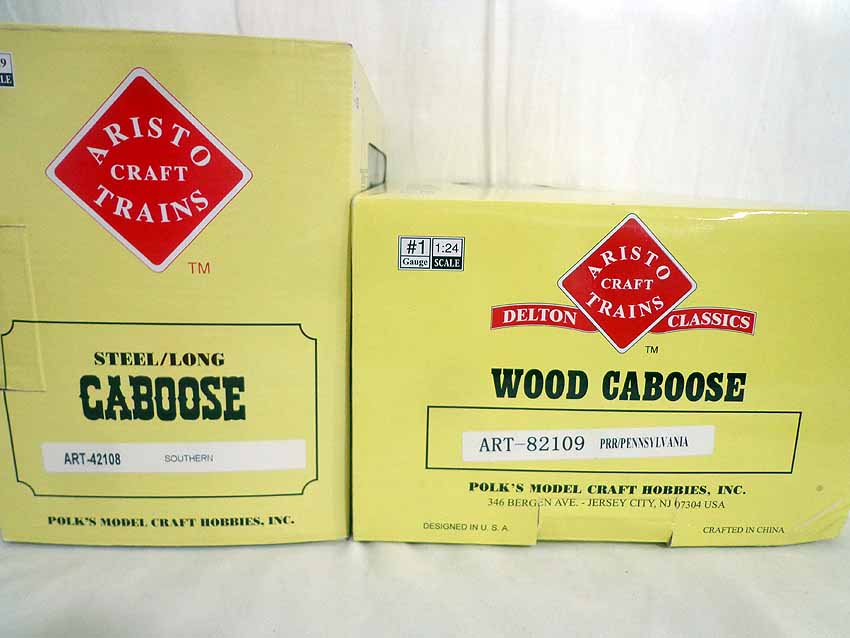 9
LE
ARISTO
CRAFT
TRAINS
TM
STEEL/LONG
CABOOSE
ART-42108 SOUTHERN
POLK'S MODEL CRAFT HOBBIES, INC.
#1 1:24
Gauge SCALE
ARISTO
CRAFT
TRAINS
DELTON CLASSICS
TM
WOOD CABOOSE
ART-82109 PRR/PENNSYLVANIA
POLK'S MODEL CRAFT HOBBIES, INC.
346 BERGEN AVE. - JERSEY CITY, NJ 07304 USA
DESIGNED IN U. S. A. CRAFTED IN CHINA